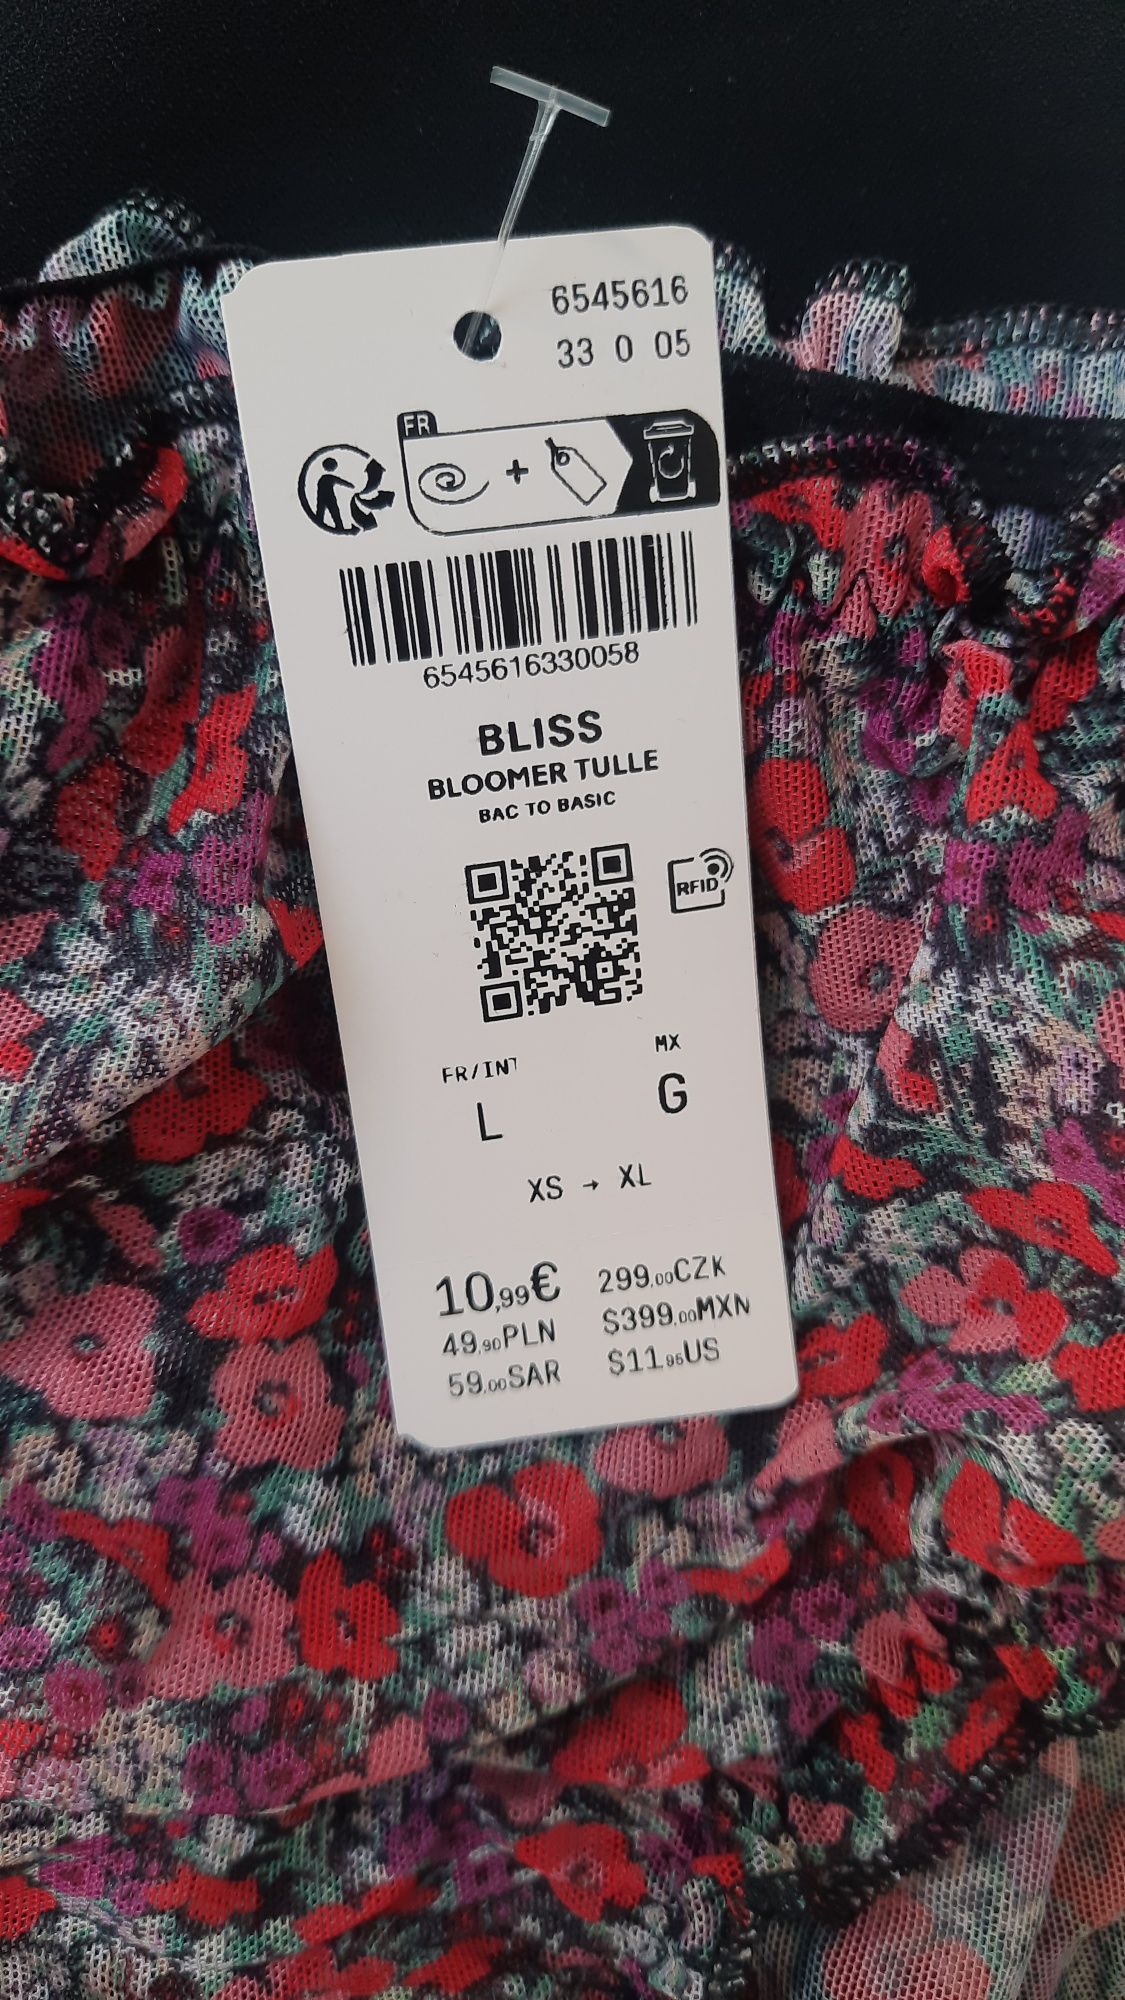 6545616
33 0 05
FR
+
6545616330058
BLISS
BLOOMER TULLE
BAC TO BASIC
RFID
FR/INT
MX
L
G
XS → XL
10,99€
299.00CZK
49,90PLN
$399.00MXN
59.00SAR
$11.95US